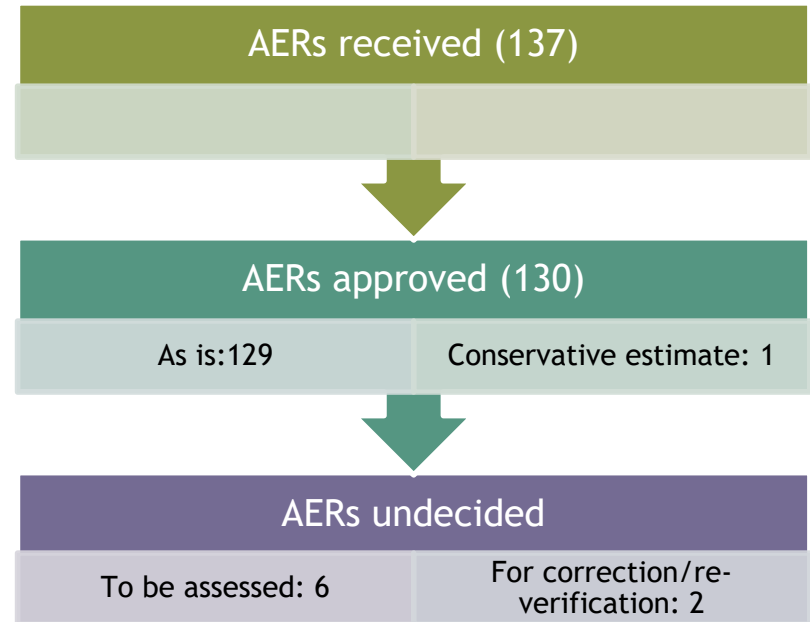 AERs received (137)
AERs approved (130)
As is:129
Conservative estimate: 1
AERs undecided
To be assessed: 6
For correction/re-
verification: 2